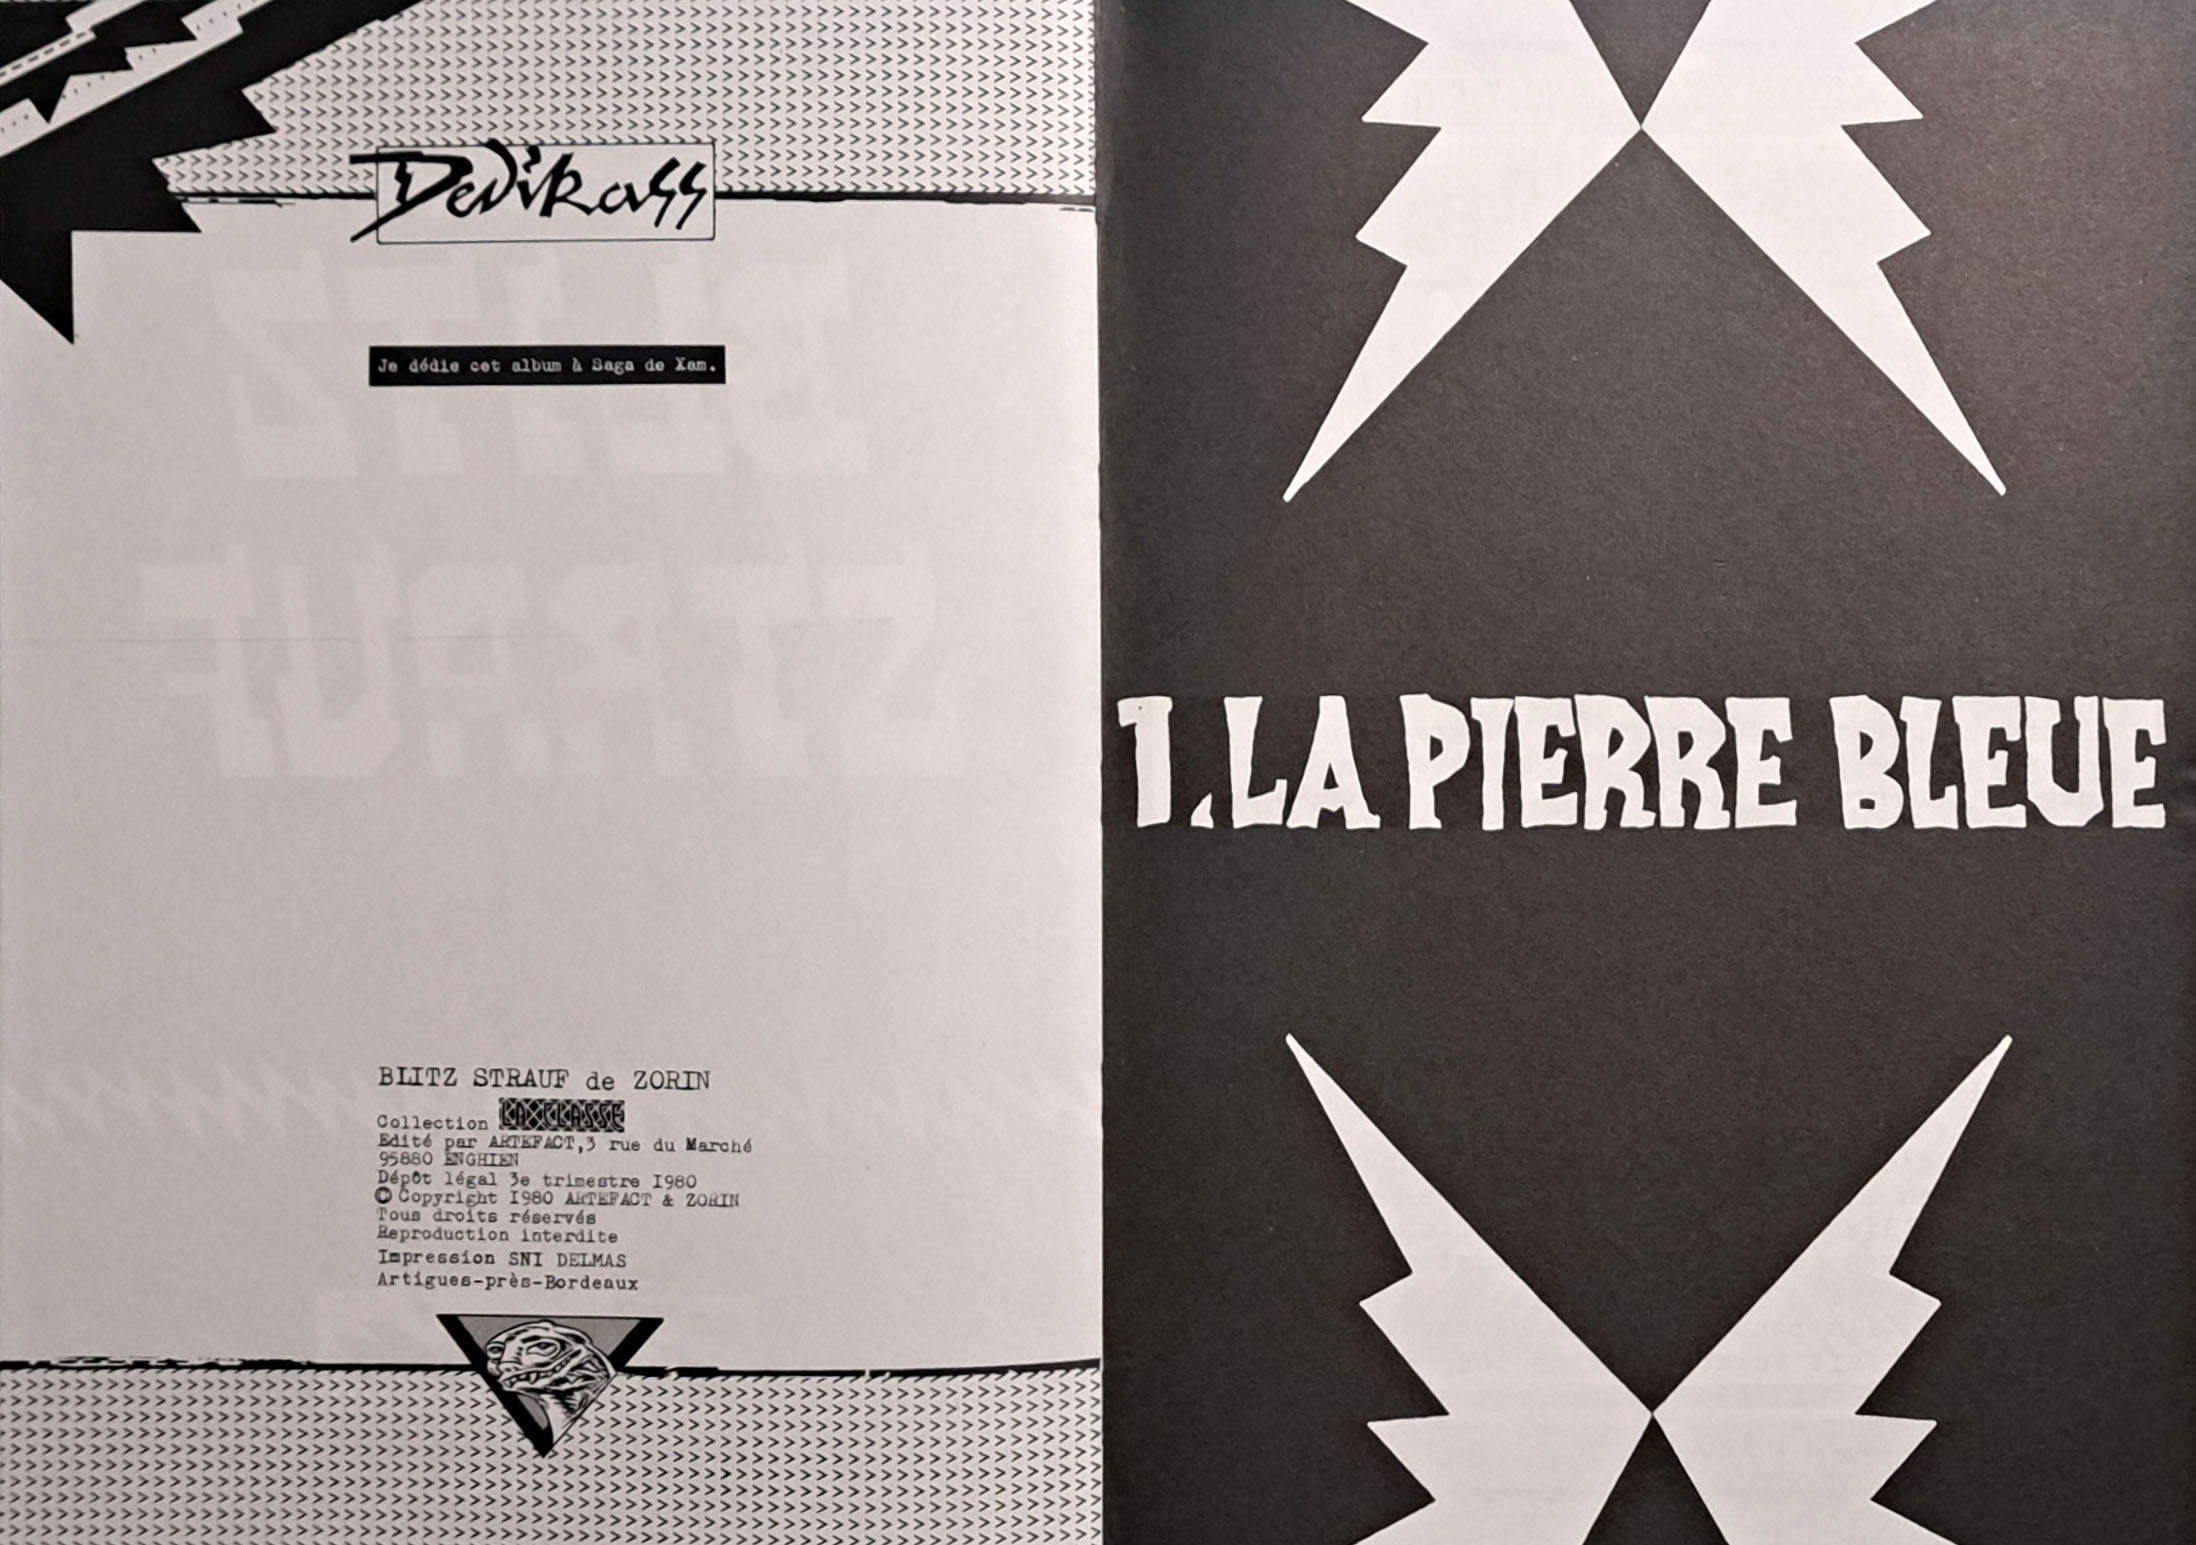 Dedikass
Je dédie cet album à Saga de Xam.
BLITZ STRAUF de ZORIN
Collection
Edité par ARTEFACT,3 rue du Marché
95880 ENGHIEN
Dépôt légal 3e trimestre I980
© Copyright I980 ARTEFACT & ZORIN
Tous droits réservés
Reproduction interdite
Impression SNI DELMAS
Artigues-près-Bordeaux
1. LA PIERRE BLEUE